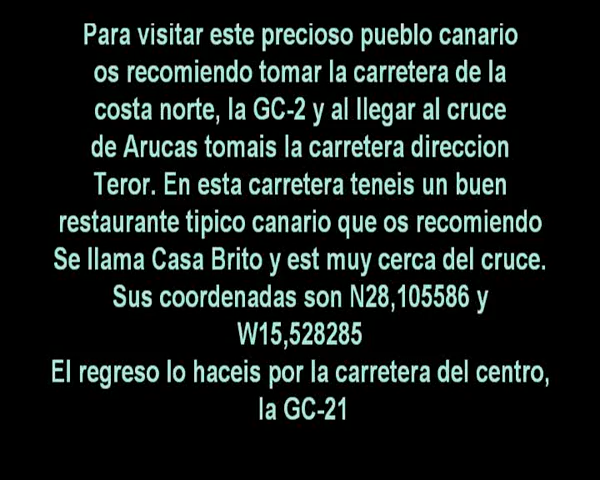 Para visitar este precioso pueblo canario
os recomiendo tomar la carretera de la
costa norte, la GC-2 y al llegar al cruce
de Arucas tomais la carretera direccion
Teror. En esta carretera teneis un buen
restaurante tipico canario que os recomiendo
Se llama Casa Brito y est muy cerca del cruce.
Sus coordenadas son N28,105586 y
W15,528285
El regreso lo haceis por la carretera del centro,
la GC-21